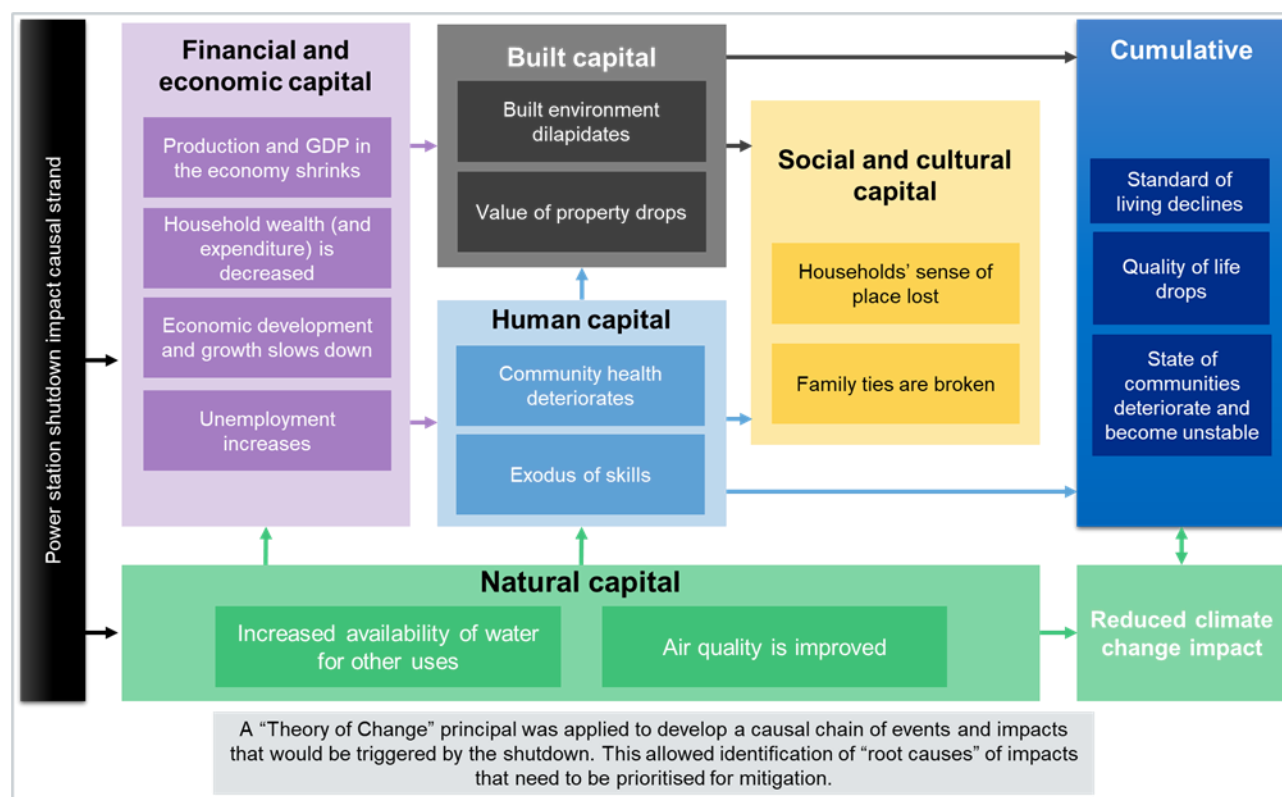 Power station shutdown impact causal strand
Financial and
economic capital
Production and GDP in
the economy shrinks
Household wealth (and
expenditure) is
decreased
Economic development
and growth slows down
Unemployment
increases
Built capital
Built environment
dilapidates
Value of property drops
Human capital
Community health
deteriorates
Exodus of skills
Social and cultural
capital
Households’ sense of
place lost
Family ties are broken
Cumulative
Standard of
living declines
Quality of life
drops
State of
communities
deteriorate and
become unstable
Natural capital
Increased availability of water
for other uses
Air quality is improved
Reduced climate
change impact
A “Theory of Change” principal was applied to develop a causal chain of events and impacts
that would be triggered by the shutdown. This allowed identification of “root causes” of impacts
that need to be prioritised for mitigation.